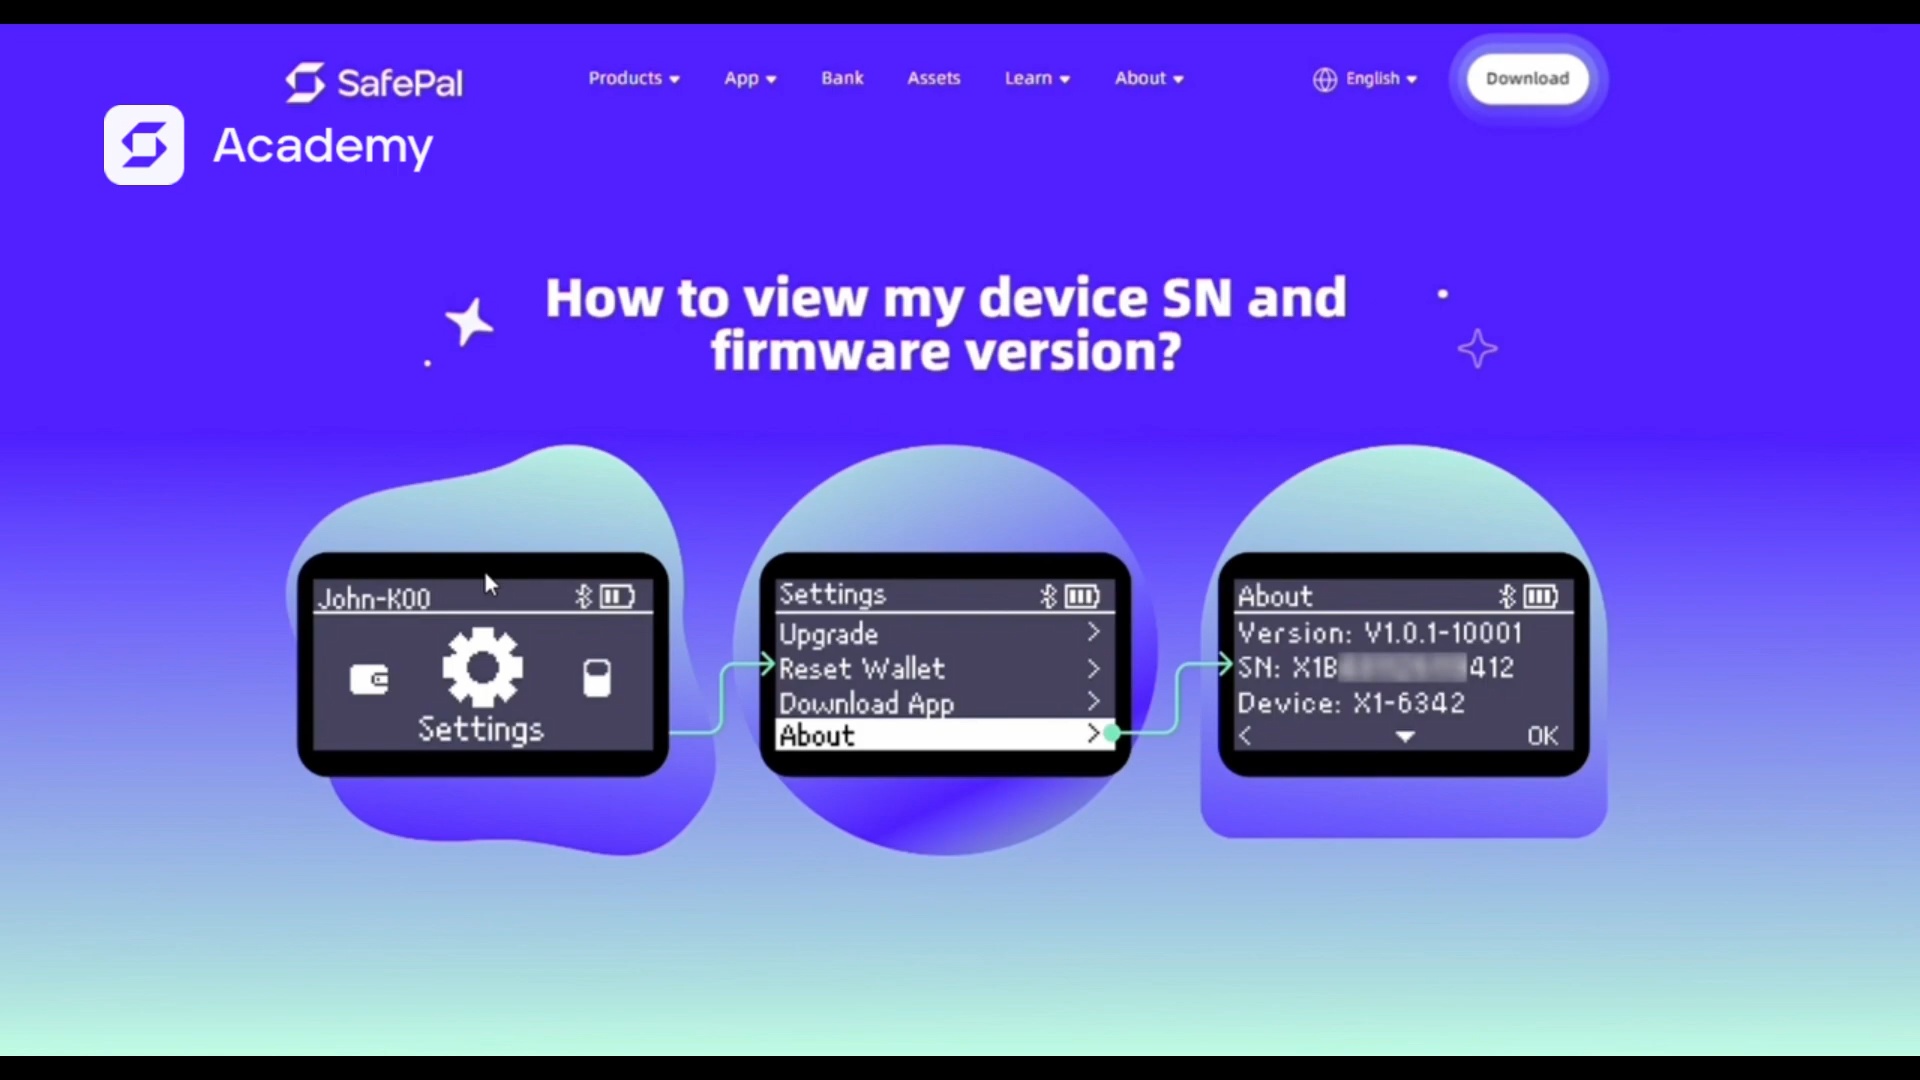 SafePal
Products
App
Bank
Assets
Learn
About
English
Download
Academy
How to view my device SN and
firmware version?
John-K00
Settings
Settings
Upgrade
Reset Wallet
Download App
About
About
Version: V1.0.1-10001
SN: X1B 412
Device: X1-6342
OK